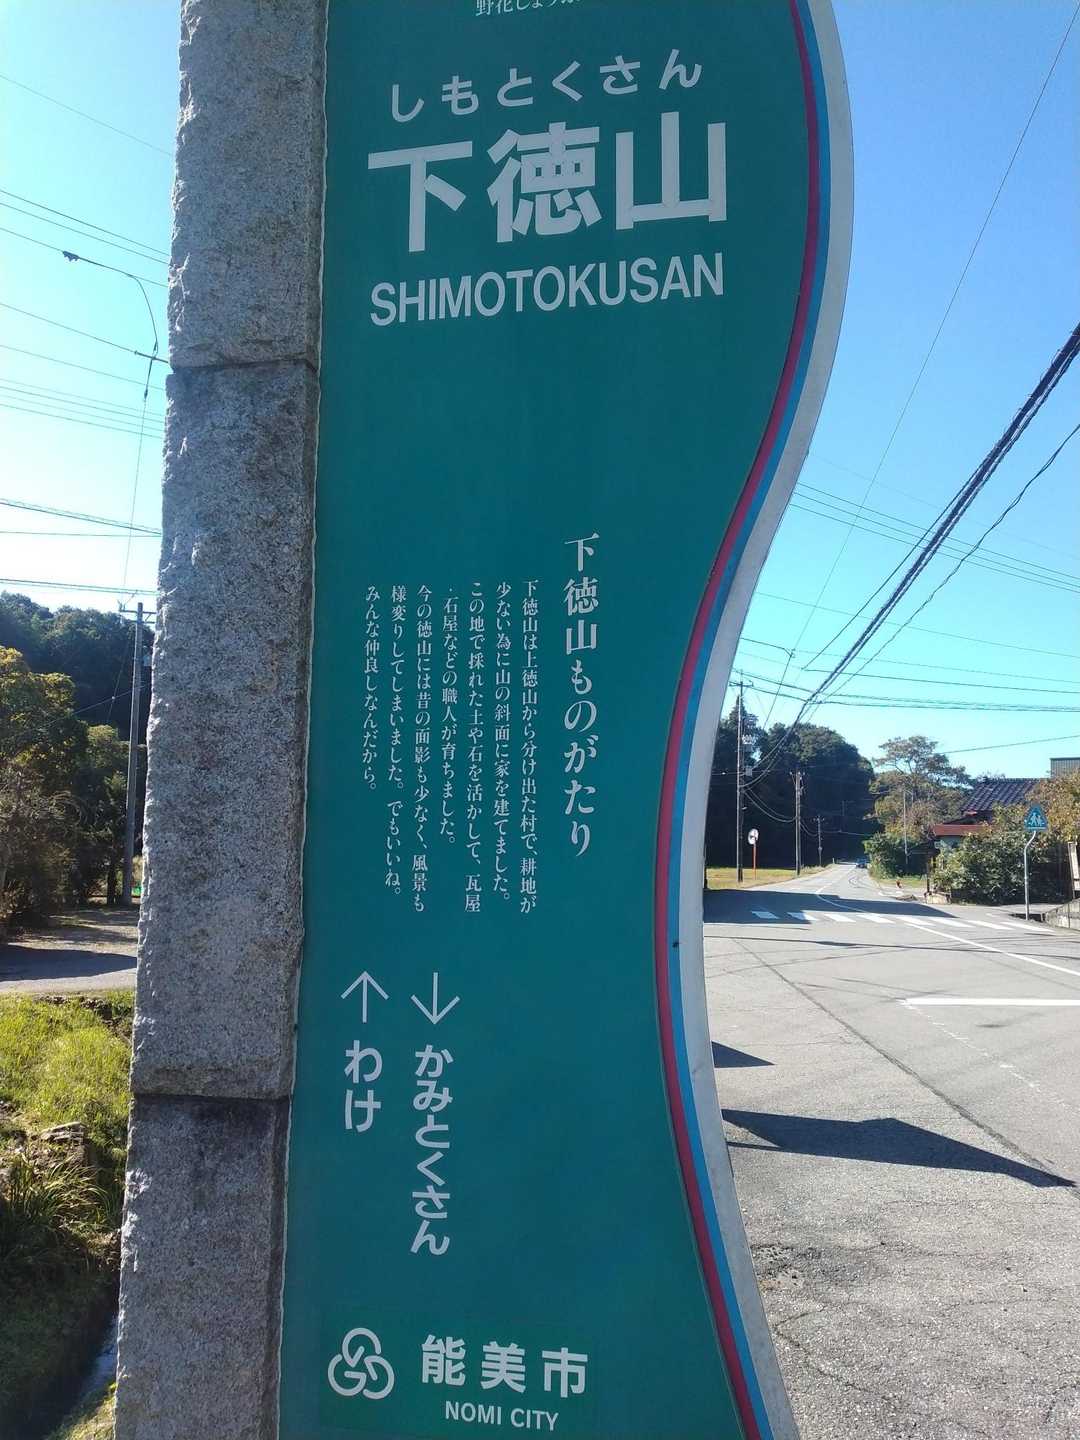 野花しょうぶ
しもとくさん
下徳山
SHIMOTOKUSAN
下徳山ものがたり
下徳山は上徳山から分け出た村で、耕地が
少ない為に山の斜面に家を建てました。
この地で採れた土や石を活かして、瓦屋
・石屋などの職人が育ちました。
今の徳山には昔の面影も少なく、風景も
様変りしてしまいました。でもいいね。
みんな仲良しなんだから。
↓かみとくさん
↑わけ
能美市
NOMI CITY